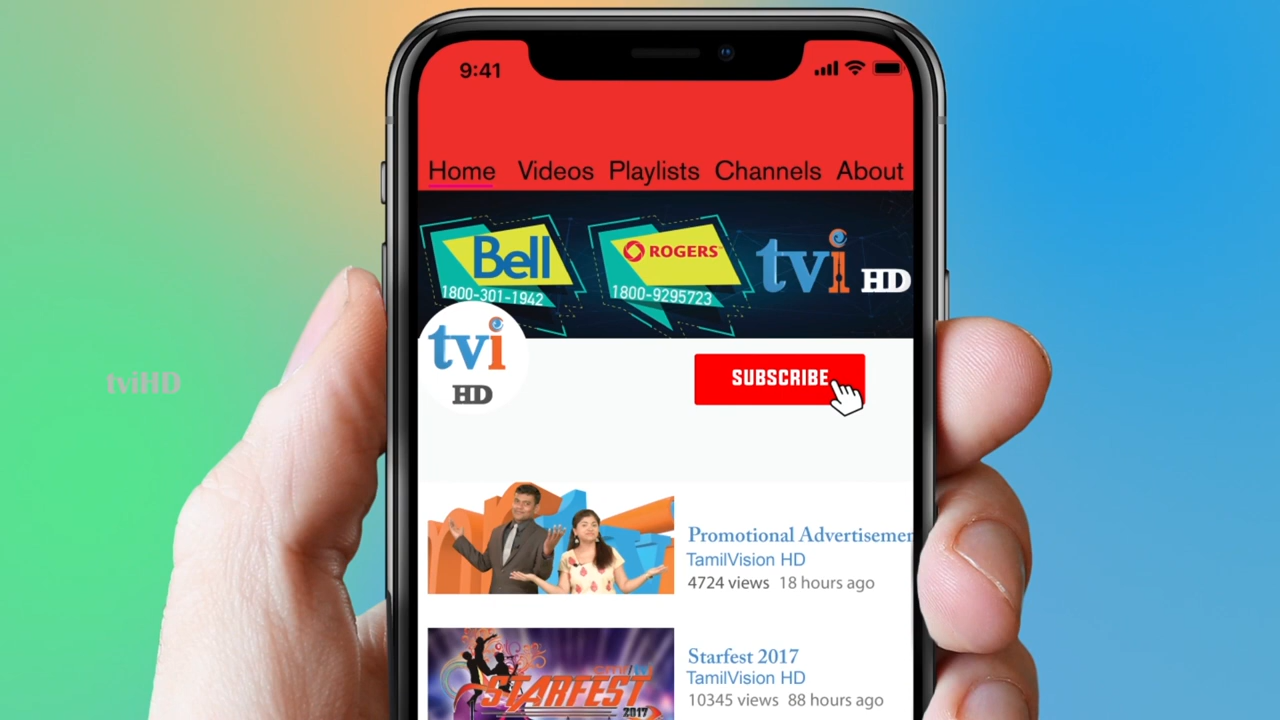 9:41
Home Videos Playlists Channels About
Bell
1800-301-1942
ROGERS
1800-9295723
tvi HD
tvi
HD
SUBSCRIBE
tviHD
Promotional Advertisemen
TamilVision HD
4724 views 18 hours ago
Starfest 2017
TamilVision HD
10345 views 88 hours ago
STARFEST
2017